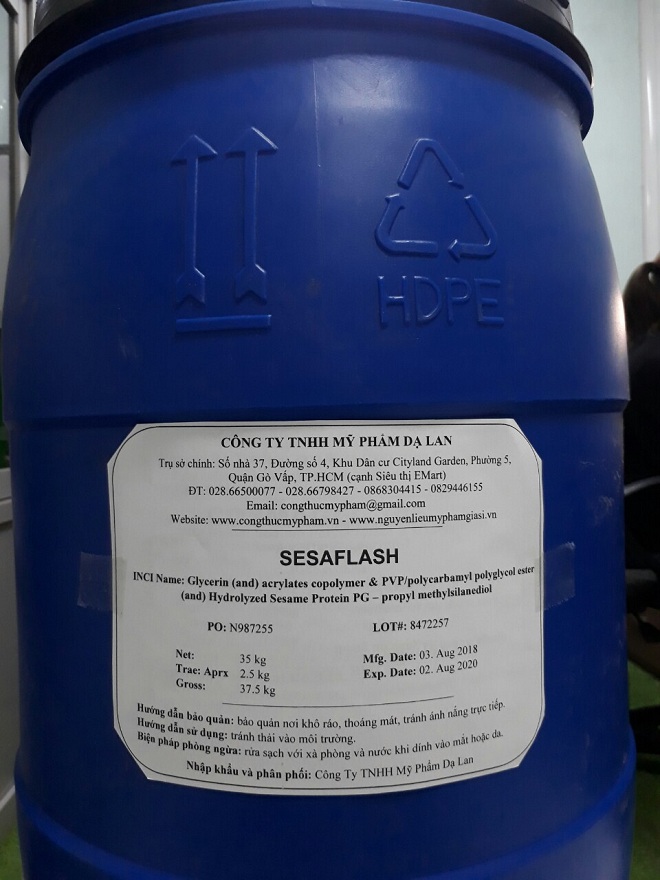 HDPE
CÔNG TY TNHH MỸ PHẨM DẠ LAN
Trụ sở chính: Số nhà 37, Đường số 4, Khu Dân cư Cityland Garden, Phường 5,
Quận Gò Vấp, TP.HCM (cạnh Siêu thị EMart)
ĐT: 028.66500077 - 028.66798427 - 0868304415 - 0829446155
Email: congthucmypham@gmail.com
Website: www.congthucmypham.vn - www.nguyenlieumyphamgiasi.vn
SESAFLASH
INCI Name: Glycerin (and) acrylates copolymer & PVP/polycarbamyl polyglycol ester
(and) Hydrolyzed Sesame Protein PG – propyl methylsilanediol
PO: N987255 LOT#: 8472257
Net: 35 kg Mfg. Date: 03. Aug 2018
Trae: Aprx 2.5 kg Exp. Date: 02. Aug 2020
Gross: 37.5 kg
Hướng dẫn bảo quản: bảo quản nơi khô ráo, thoáng mát, tránh ánh nắng trực tiếp.
Hướng dẫn sử dụng: tránh thải vào môi trường.
Biện pháp phòng ngừa: rửa sạch với xà phòng và nước khi dính vào mắt hoặc da.
Nhập khẩu và phân phối: Công Ty TNHH Mỹ Phẩm Dạ Lan